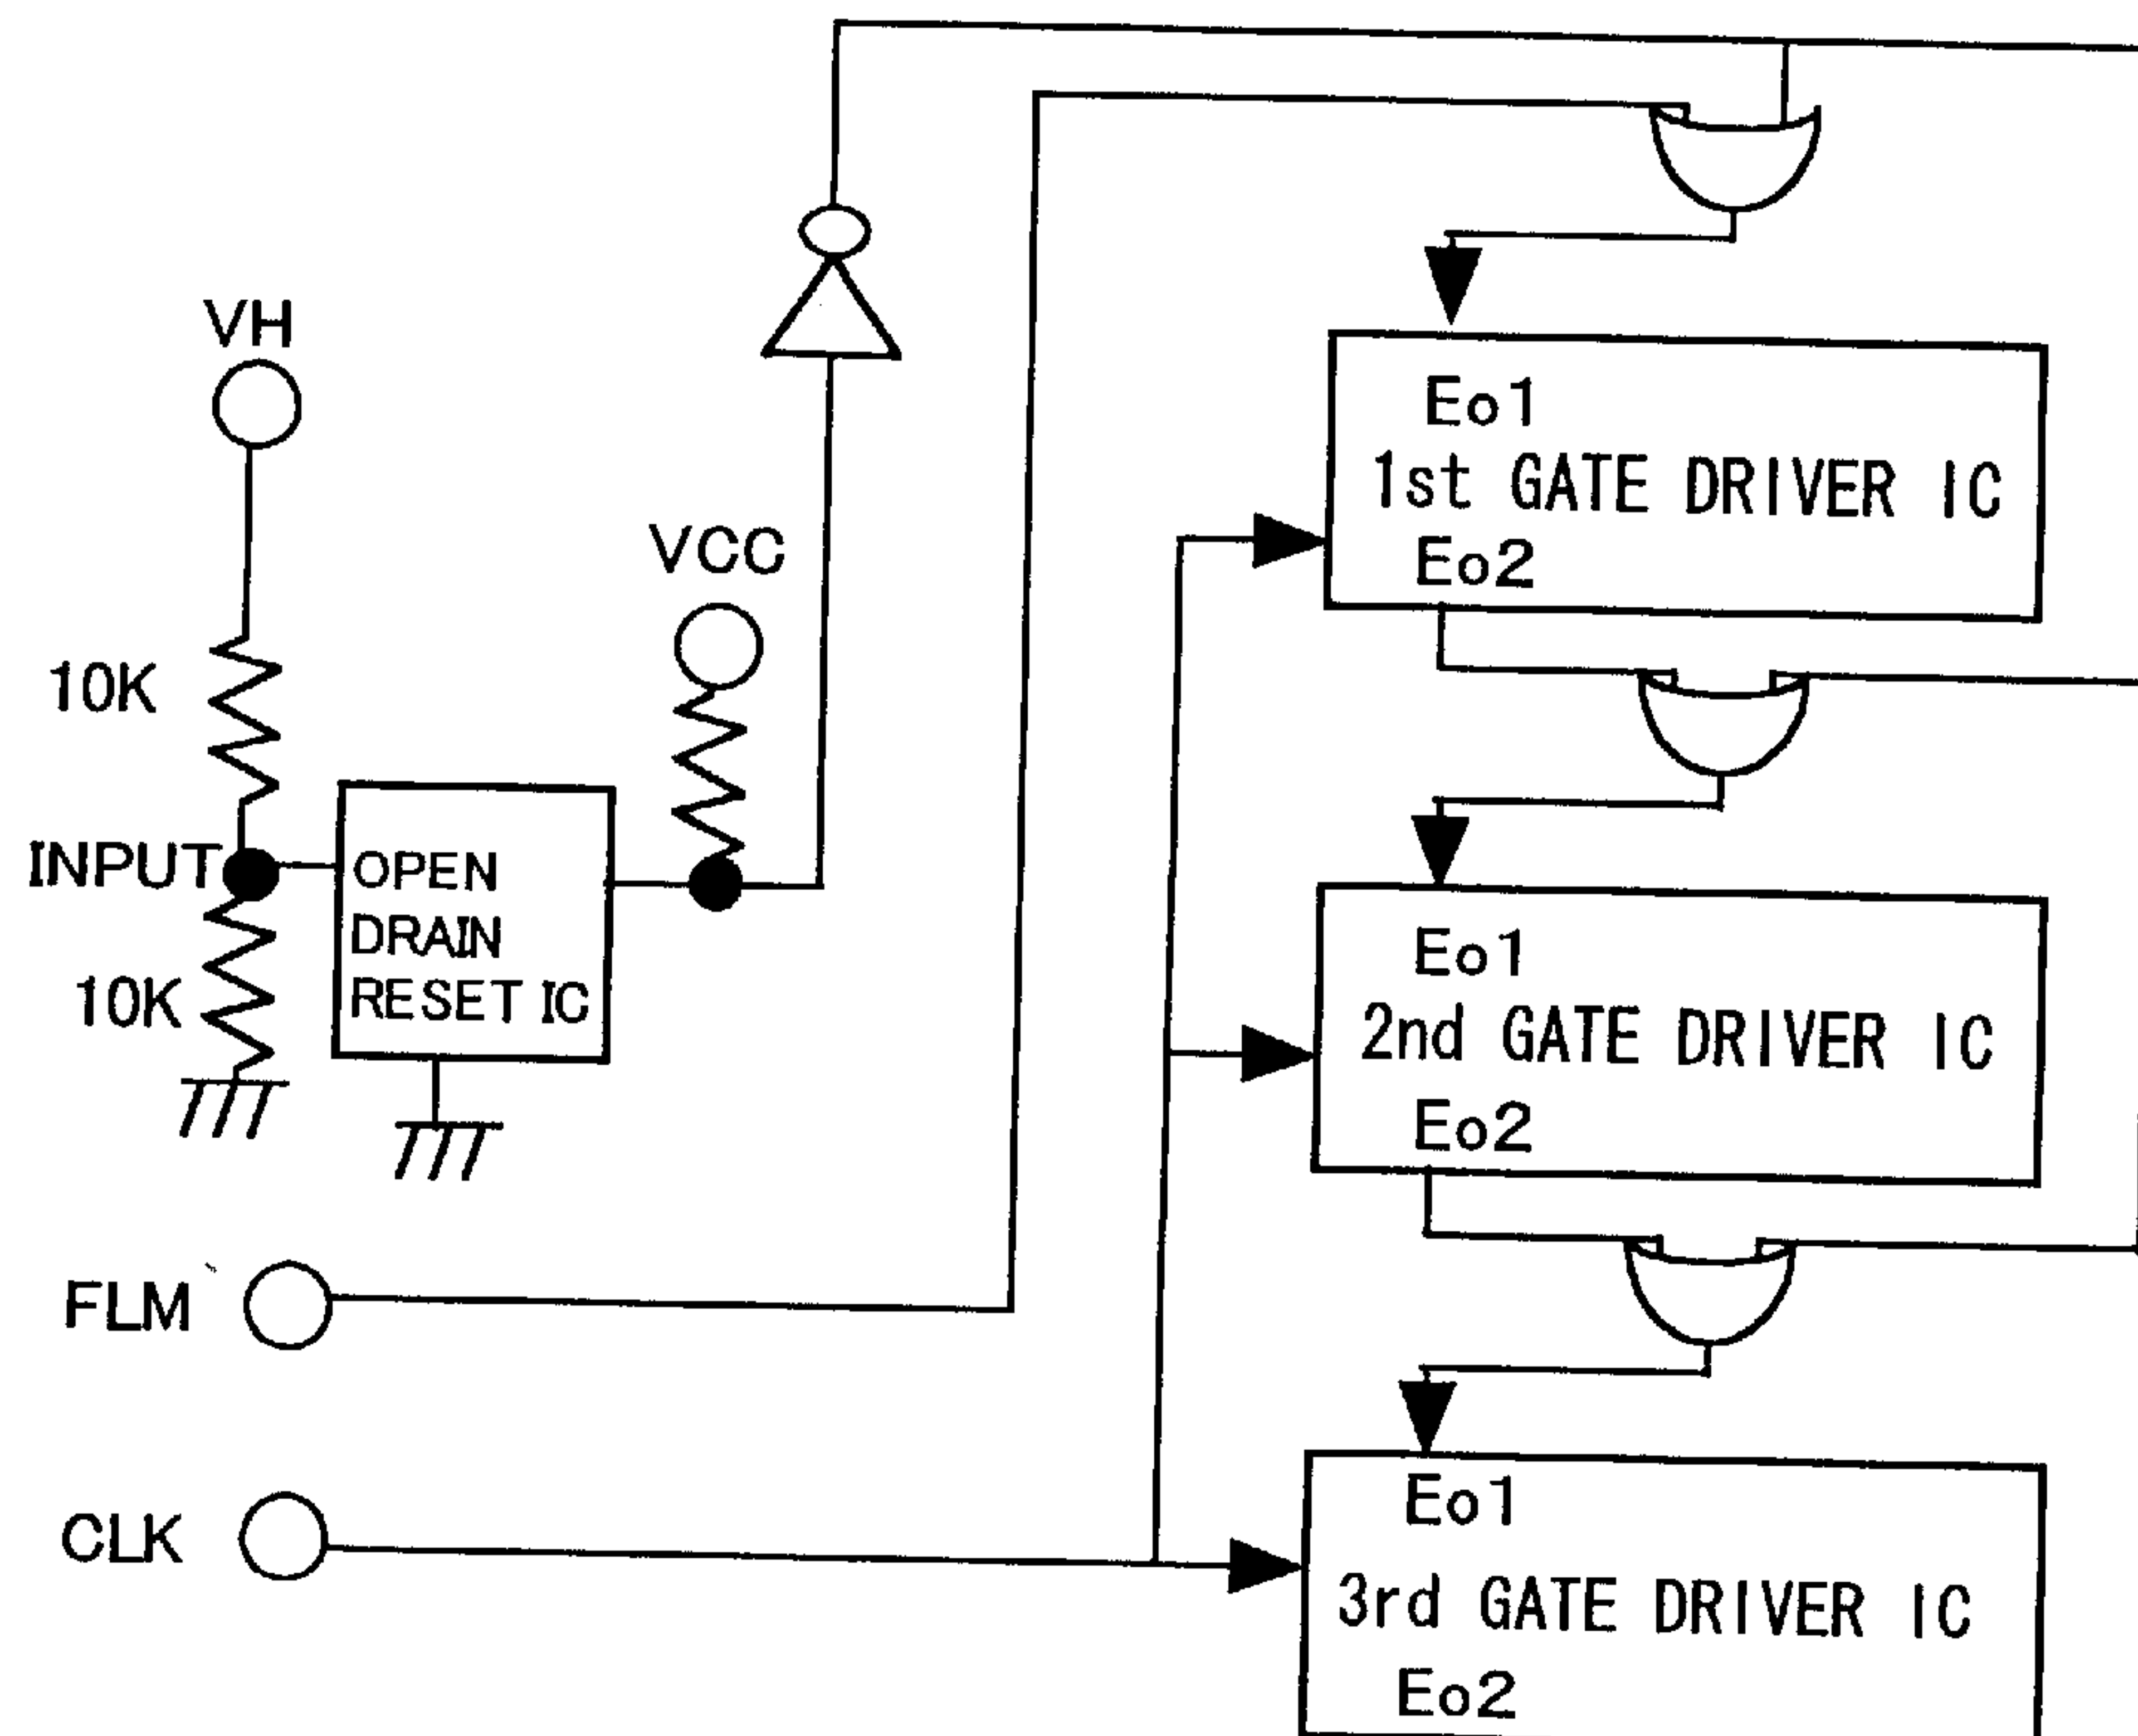 VH
10K
INPUT
10K
OPEN
DRAIN
RESET IC
VCC
FLM
CLK
Eo1
1st GATE DRIVER IC
Eo2
Eo1
2nd GATE DRIVER IC
Eo2
Eo1
3rd GATE DRIVER IC
Eo2